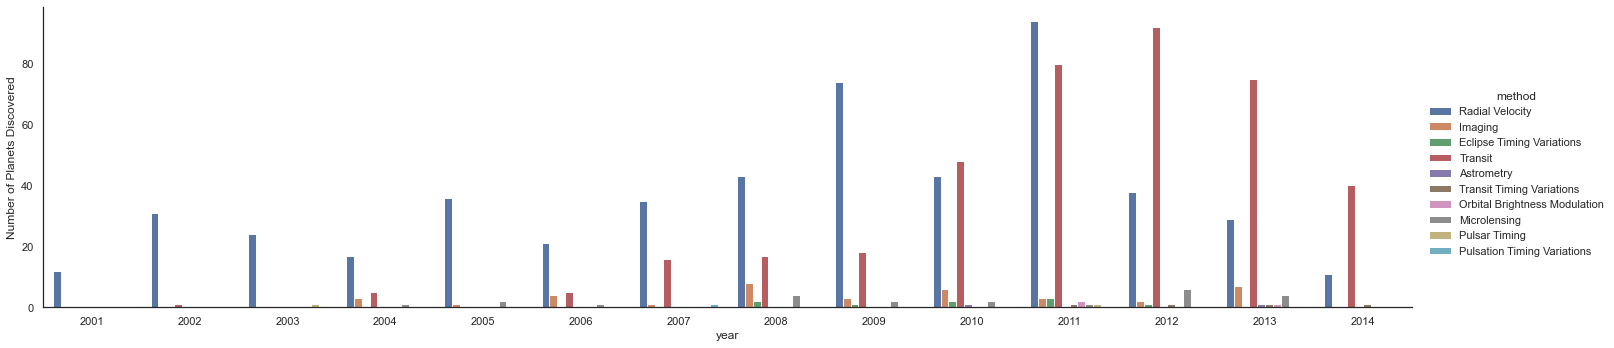 Number of Planets Discovered
80
60
40
20
0
2001 2002 2003 2004 2005 2006 2007 2008 2009 2010 2011 2012 2013 2014
year
method
Radial Velocity
Imaging
Eclipse Timing Variations
Transit
Astrometry
Transit Timing Variations
Orbital Brightness Modulation
Microlensing
Pulsar Timing
Pulsation Timing Variations